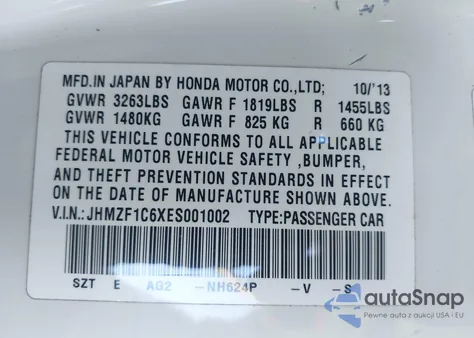 MFD. IN JAPAN BY HONDA MOTOR CO.,LTD; 10/'13
GVWR 3263LBS GAWR F 1819LBS R 1455LBS
GVWR 1480KG GAWR F 825 KG R 660 KG
THIS VEHICLE CONFORMS TO ALL APPLICABLE
FEDERAL MOTOR VEHICLE SAFETY ,BUMPER,
AND THEFT PREVENTION STANDARDS IN EFFECT
ON THE DATE OF MANUFACTURE SHOWN ABOVE.
V.I.N.: JHMZF1C6XES001002 TYPE:PASSENGER CAR
SZT E AG2 -NH624P -V -S
autoSnap
Pewne auta z aukcji USA - EU